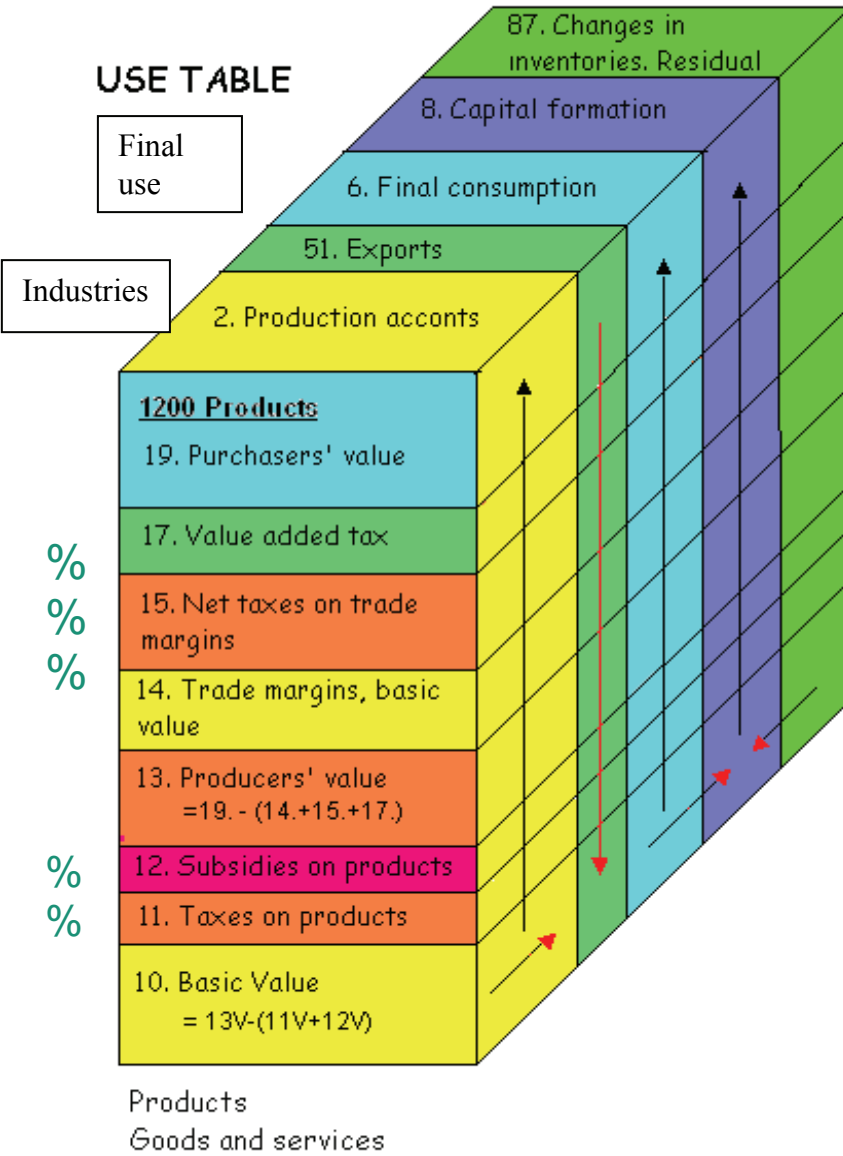 87. Changes in
inventories. Residual
USE TABLE
8. Capital formation
Final
use
6. Final consumption
51. Exports
Industries
2. Production acconts
1200 Products
19. Purchasers' value
17. Value added tax
%
15. Net taxes on trade
margins
%
%
14. Trade margins, basic
value
13. Producers' value
=19. - (14.+15.+17.)
12. Subsidies on products
%
11. Taxes on products
%
10. Basic Value
= 13V-(11V+12V)
Products
Goods and services